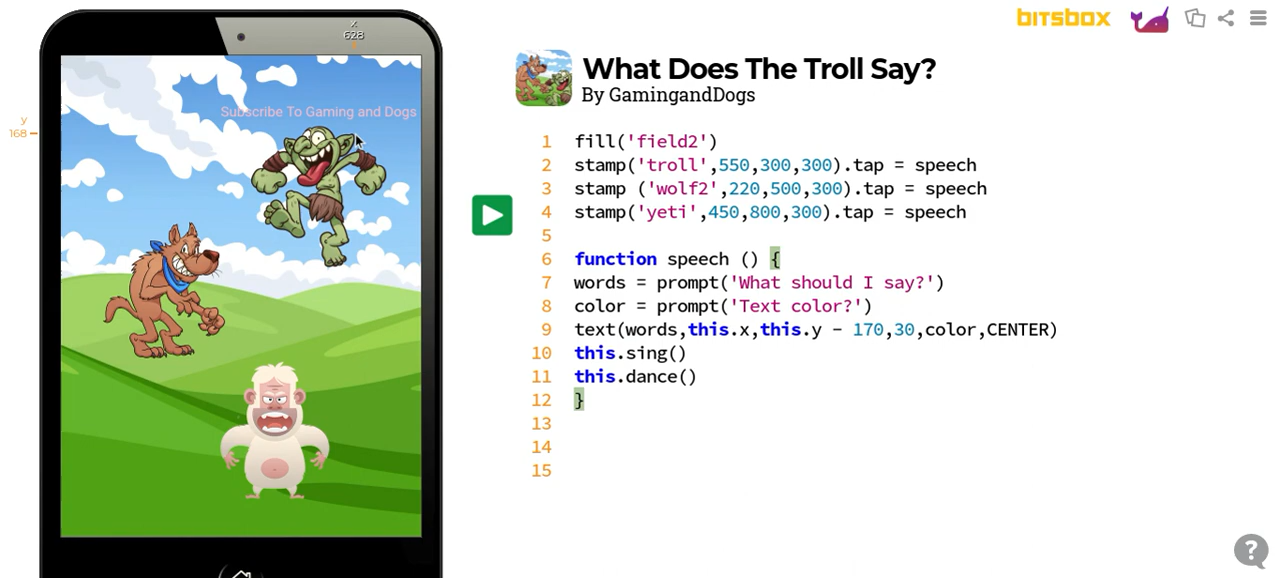 x
628
bitsbox
Subscribe To Gaming and Dogs
y
168
What Does The Troll Say?
By GamingandDogs
1 fill('field2')
2 stamp('troll',550,300,300).tap = speech
3 stamp ('wolf2',220,500,300).tap = speech
4 stamp('yeti',450,800,300).tap = speech
5
6 function speech () {
7 words = prompt('What should I say?')
8 color = prompt('Text color?')
9 text(words,this.x,this.y - 170,30,color,CENTER)
10 this.sing()
11 this.dance()
12 }
13
14
15
?